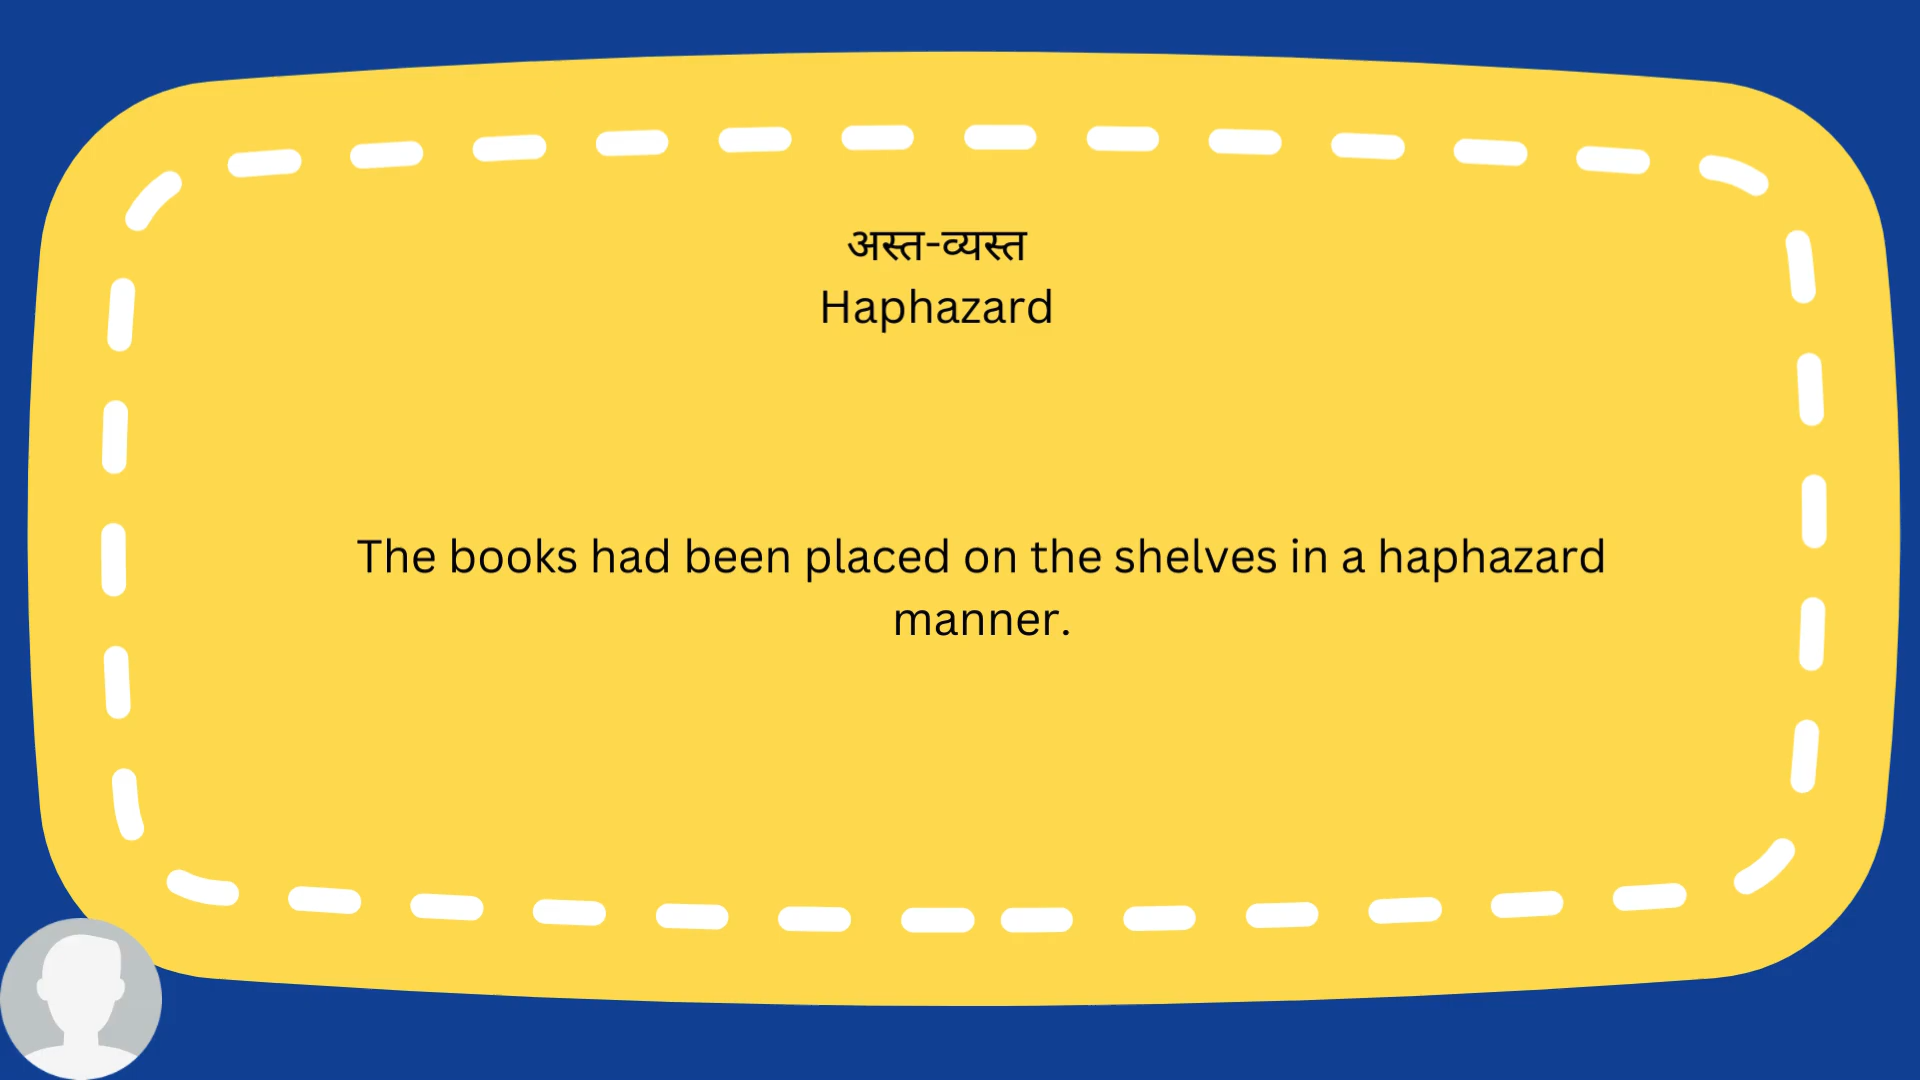 अस्त-व्यस्त
Haphazard
The books had been placed on the shelves in a haphazard
manner.